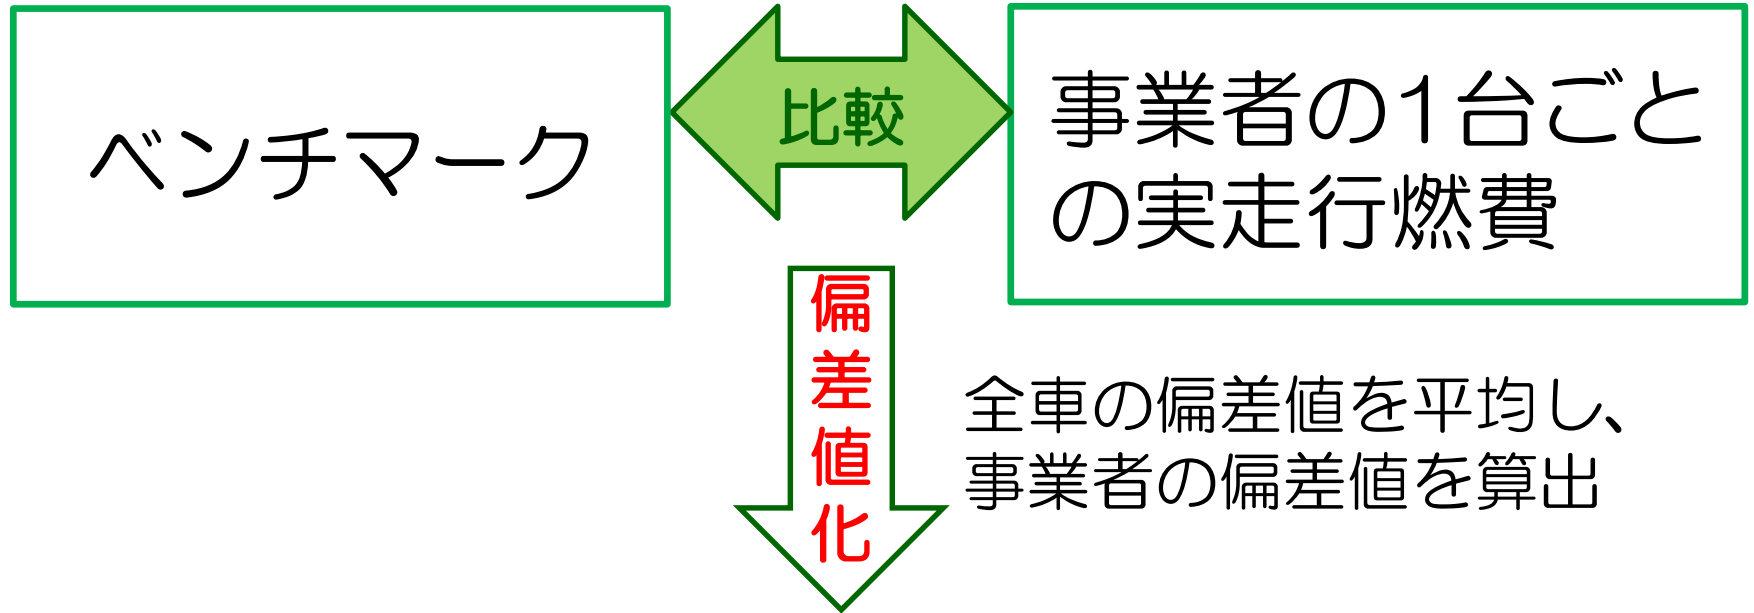 ベンチマーク
比較
事業者の1台ごと
の実走行燃費
偏差値化
全車の偏差値を平均し、
事業者の偏差値を算出